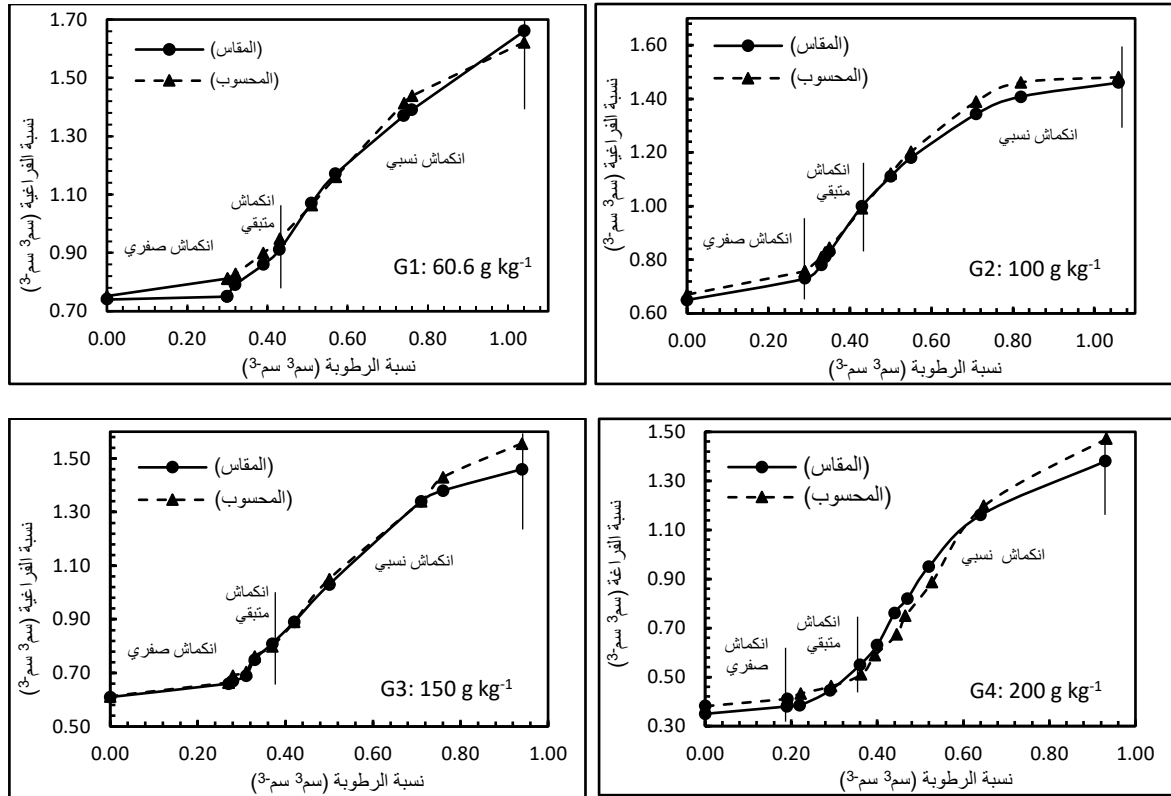 1.70
1.50
1.30
1.10
0.90
0.70
0.00 0.20 0.40 0.60 0.80 1.00
نسبة الفراغية (سم³ سم-³)
نسبة الرطوبة (سم³ سم-³)
(المقاس)
(المحسوب)
انكماش صفري
انكماش
متبقي
انكماش نسبي
G1: 60.6 g kg-1
1.60
1.40
1.20
1.00
0.80
0.60
0.00 0.20 0.40 0.60 0.80 1.00
نسبة الفراغية (سم³ سم-³)
نسبة الرطوبة (سم³ سم-³)
(المقاس)
(المحسوب)
انكماش صفري
انكماش
متبقي
انكماش نسبي
G2: 100 g kg-1
1.50
1.30
1.10
0.90
0.70
0.50
0.00 0.20 0.40 0.60 0.80 1.00
نسبة الفراغية (سم³ سم-³)
نسبة الرطوبة (سم³ سم-³)
(المقاس)
(المحسوب)
انكماش صفري
انكماش
متبقي
انكماش نسبي
G3: 150 g kg-1
1.50
1.30
1.10
0.90
0.70
0.50
0.30
0.00 0.20 0.40 0.60 0.80 1.00
نسبة الفراغة (سم³ سم-³)
نسبة الرطوبة (سم³ سم-³)
(المقاس)
(المحسوب)
انكماش
صفري
انكماش
متبقي
انكماش نسبي
G4: 200 g kg-1